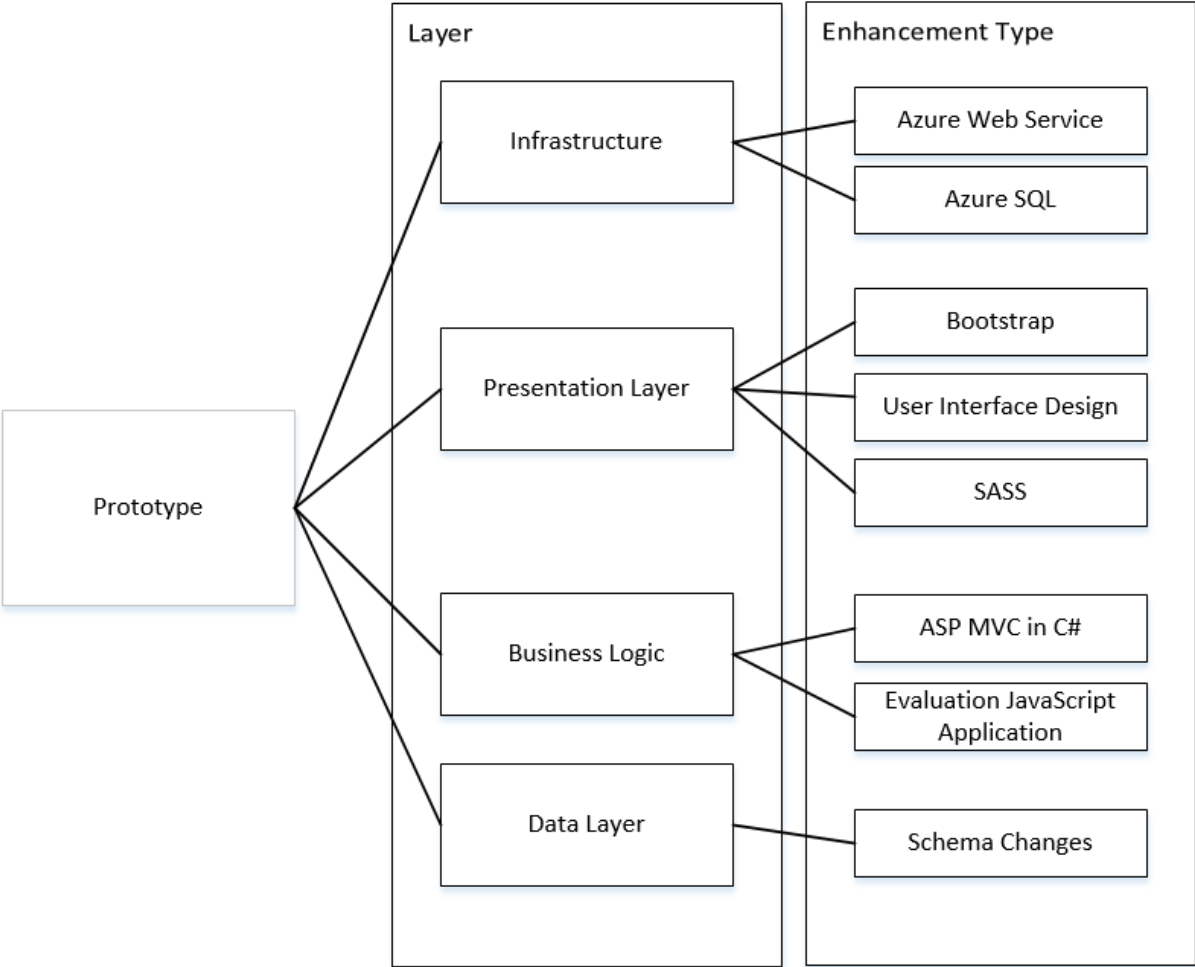 Layer
Enhancement Type
Infrastructure
Azure Web Service
Azure SQL
Presentation Layer
Bootstrap
User Interface Design
SASS
Prototype
Business Logic
ASP MVC in C#
Evaluation JavaScript
Application
Data Layer
Schema Changes